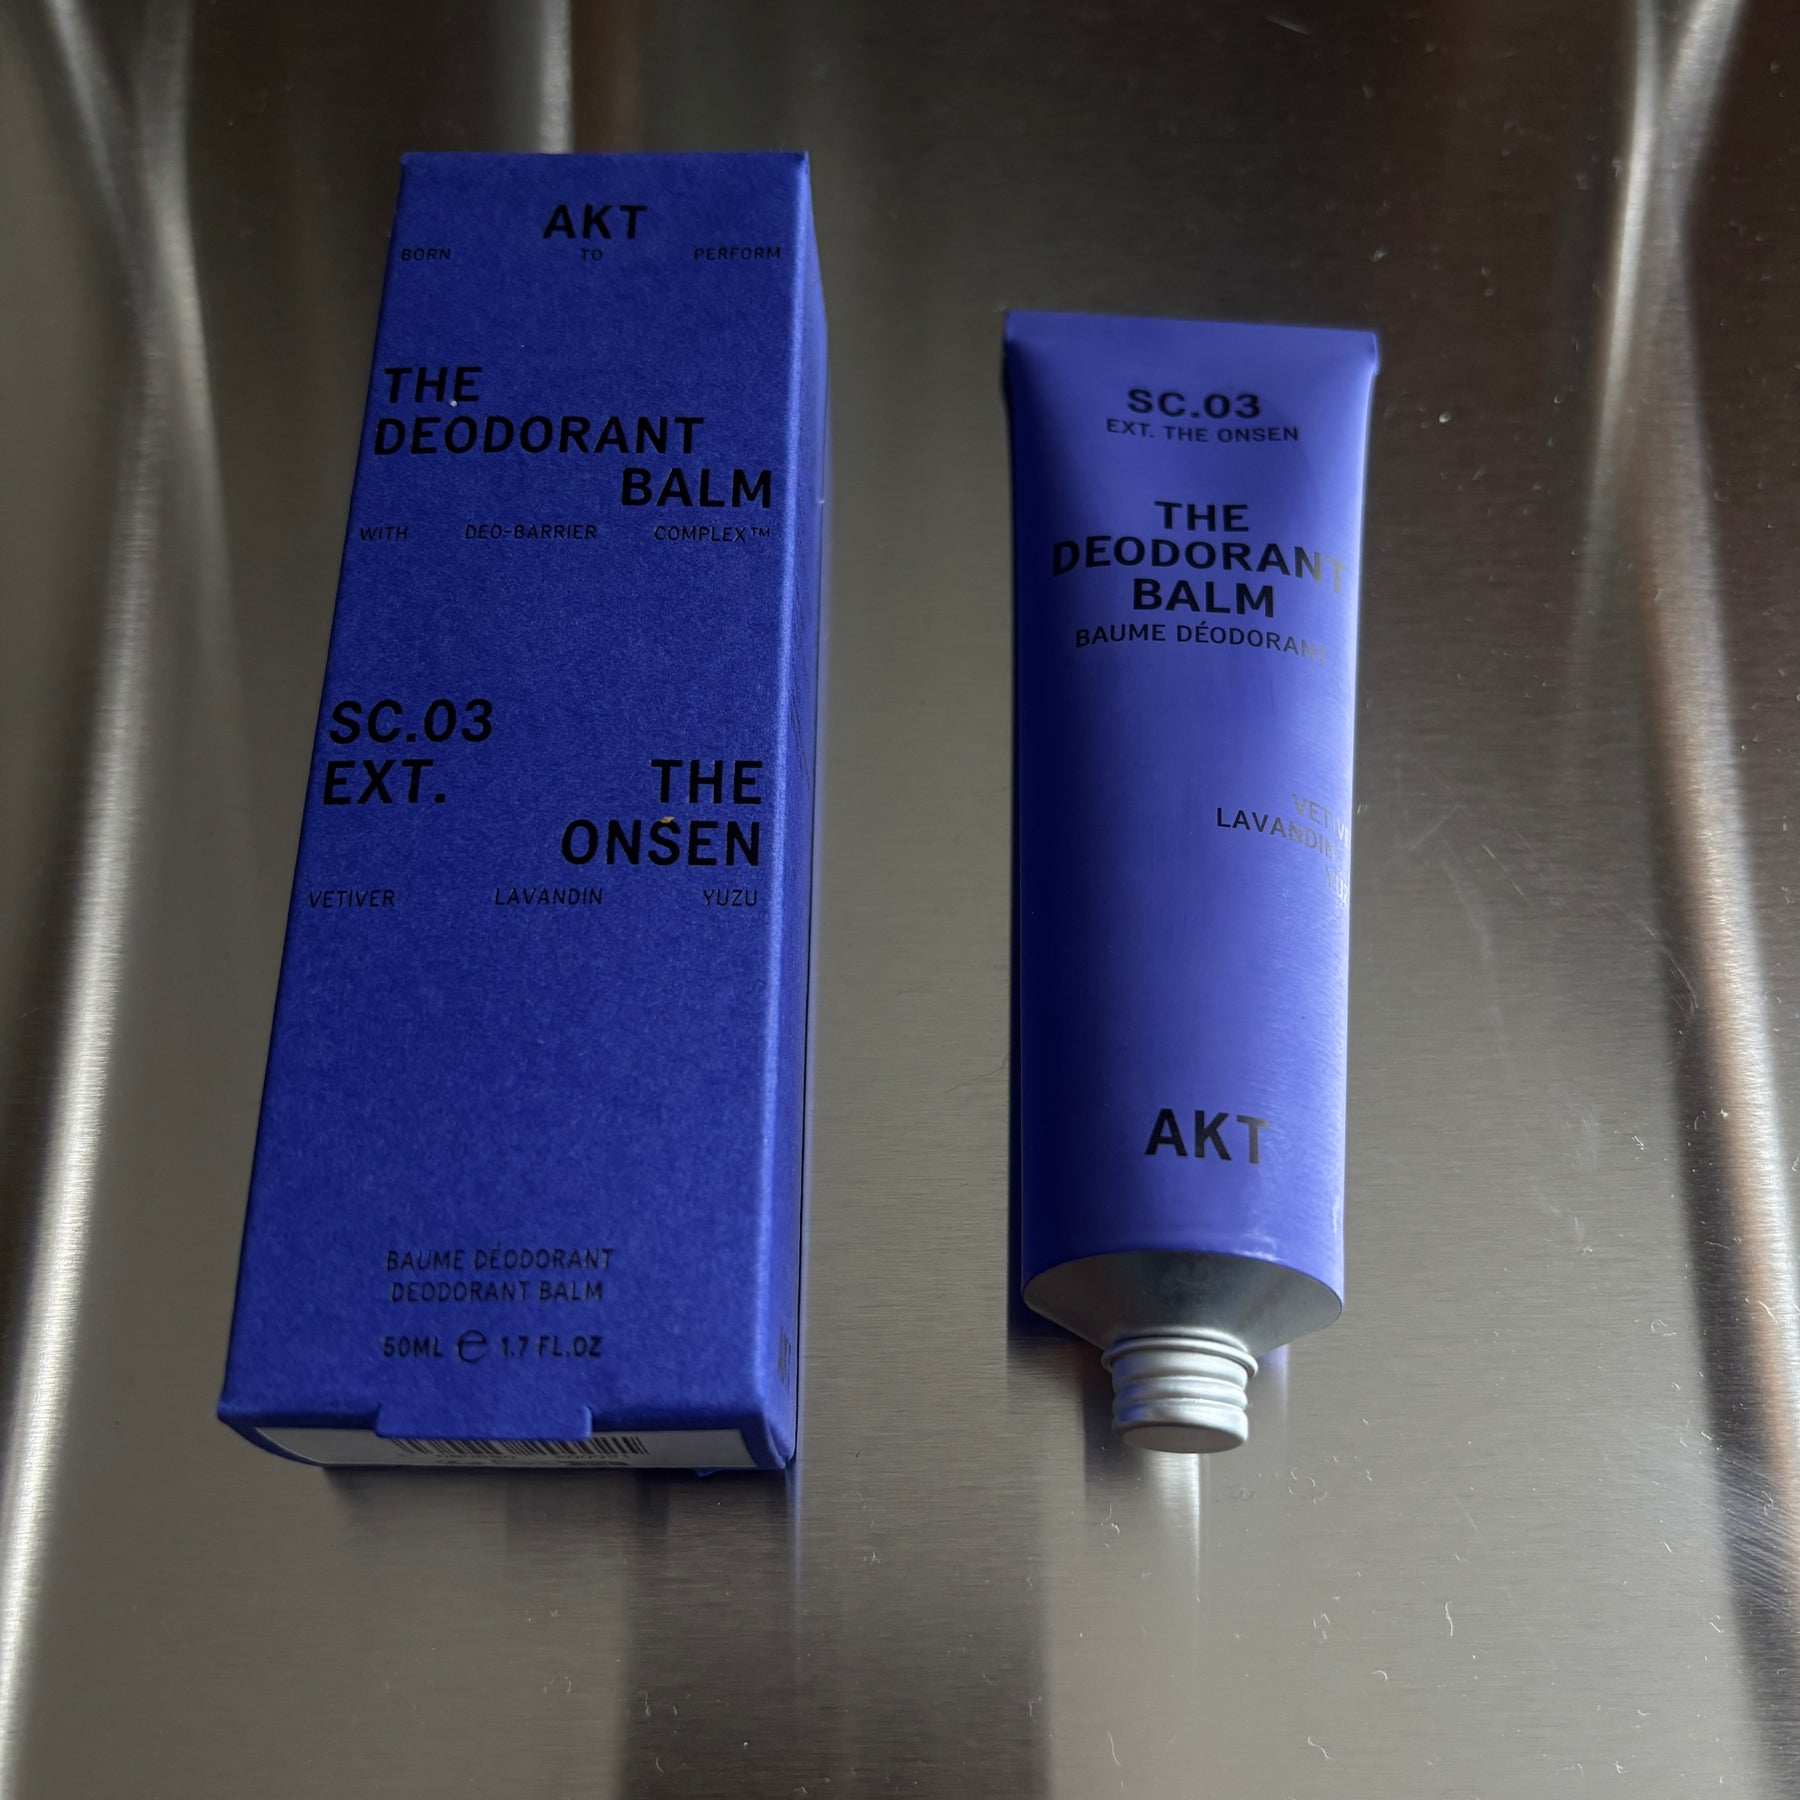 AKT
BORN TO PERFORM
THE
DEODORANT
BALM
WITH DEO-BARRIER COMPLEX™
SC.03
EXT. THE
ONSEN
VETIVER LAVANDIN YUZU
BAUME DÉODORANT
DEODORANT BALM
50ML ℮ 1.7 FL.OZ
AKT
SC.03
EXT. THE ONSEN
THE
DEODORANT
BALM
BAUME DÉODORANT
LAVANDIN
AKT